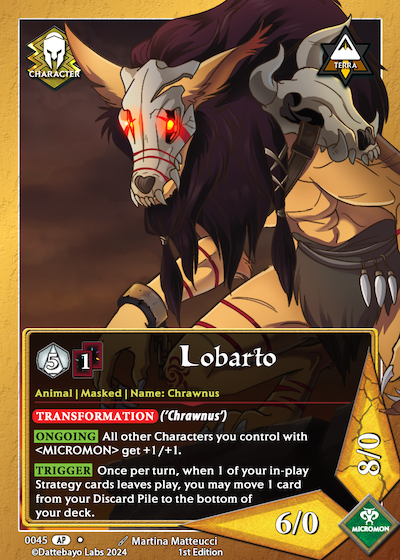 CHARACTER
TERRA
5
1
Lobarto
Animal | Masked | Name: Chrawnus
TRANSFORMATION ('Chrawnus')
ONGOING All other Characters you control with
<MICROMON> get +1/+1.
TRIGGER Once per turn, when 1 of your in-play
Strategy cards leaves play, you may move 1 card
from your Discard Pile to the bottom of
your deck.
8/0
6/0
MICROMON
0045 AP Martina Matteucci
©Dattebayo Labs 2024 1st Edition